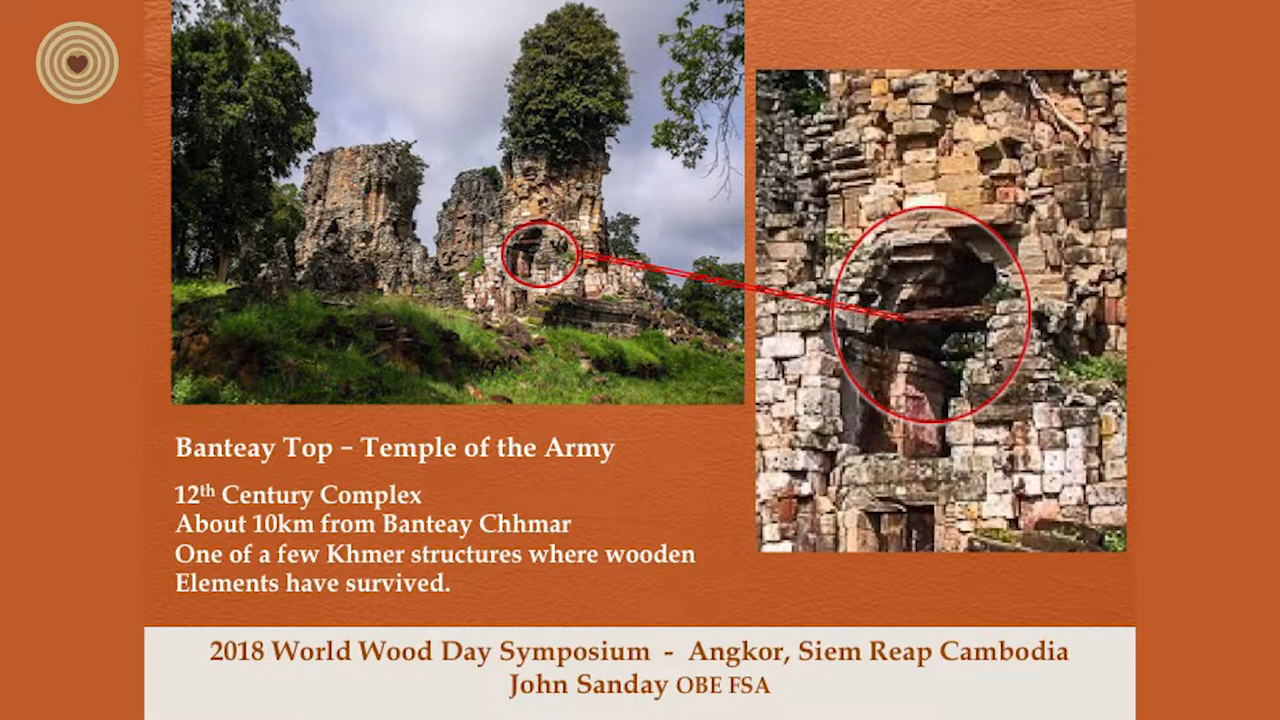 Banteay Top – Temple of the Army
12th Century Complex
About 10km from Banteay Chhmar
One of a few Khmer structures where wooden
Elements have survived.
2018 World Wood Day Symposium - Angkor, Siem Reap Cambodia
John Sanday OBE FSA